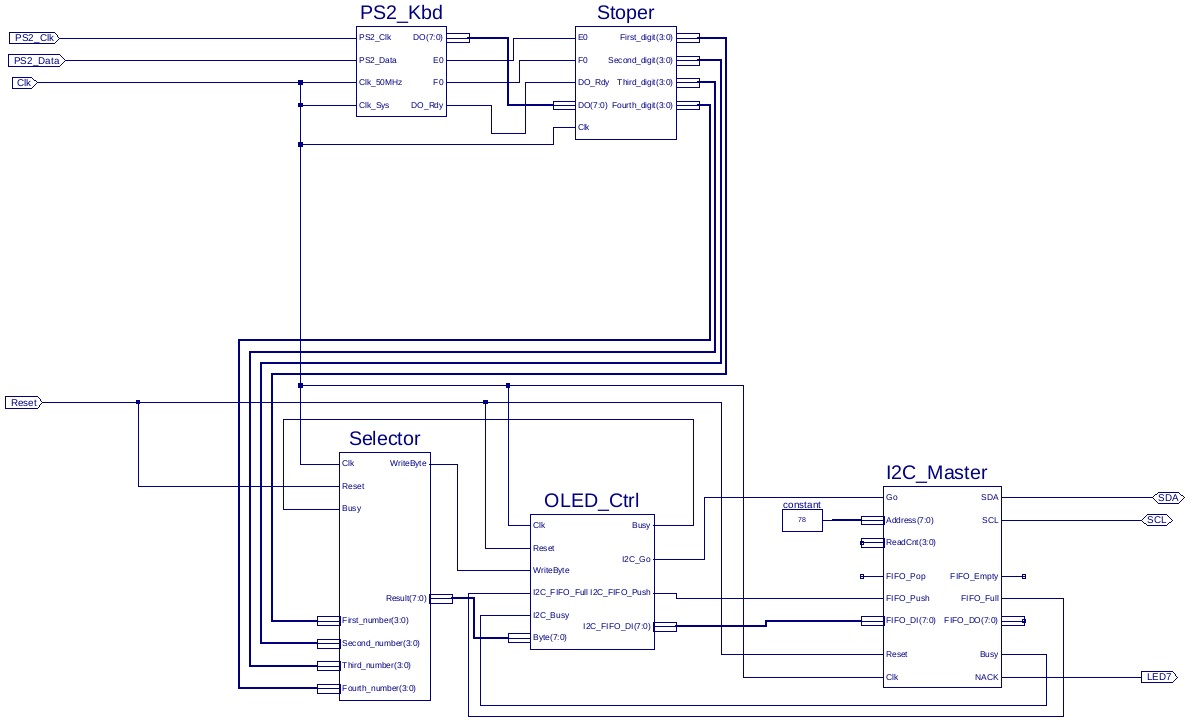 PS2_Kbd
Stoper
PS2_Clk
PS2_Clk
DO(7:0)
E0
First_digit(3:0)
PS2_Data
PS2_Data
E0
F0
Second_digit(3:0)
Clk
Clk_50MHz
F0
DO_Rdy
Third_digit(3:0)
Clk_Sys
DO_Rdy
DO(7:0)
Fourth_digit(3:0)
Clk
Reset
Selector
Clk
WriteByte
Reset
Busy
Result(7:0)
First_number(3:0)
Second_number(3:0)
Third_number(3:0)
Fourth_number(3:0)
OLED_Ctrl
Clk
Busy
Reset
I2C_Go
WriteByte
I2C_FIFO_Full
I2C_FIFO_Push
I2C_Busy
I2C_FIFO_DI(7:0)
Byte(7:0)
constant
78
I2C_Master
Go
SDA
SDA
Address(7:0)
SCL
SCL
ReadCnt(3:0)
FIFO_Pop
FIFO_Empty
FIFO_Push
FIFO_Full
FIFO_DI(7:0)
FIFO_DO(7:0)
Reset
Busy
Clk
NACK
LED7